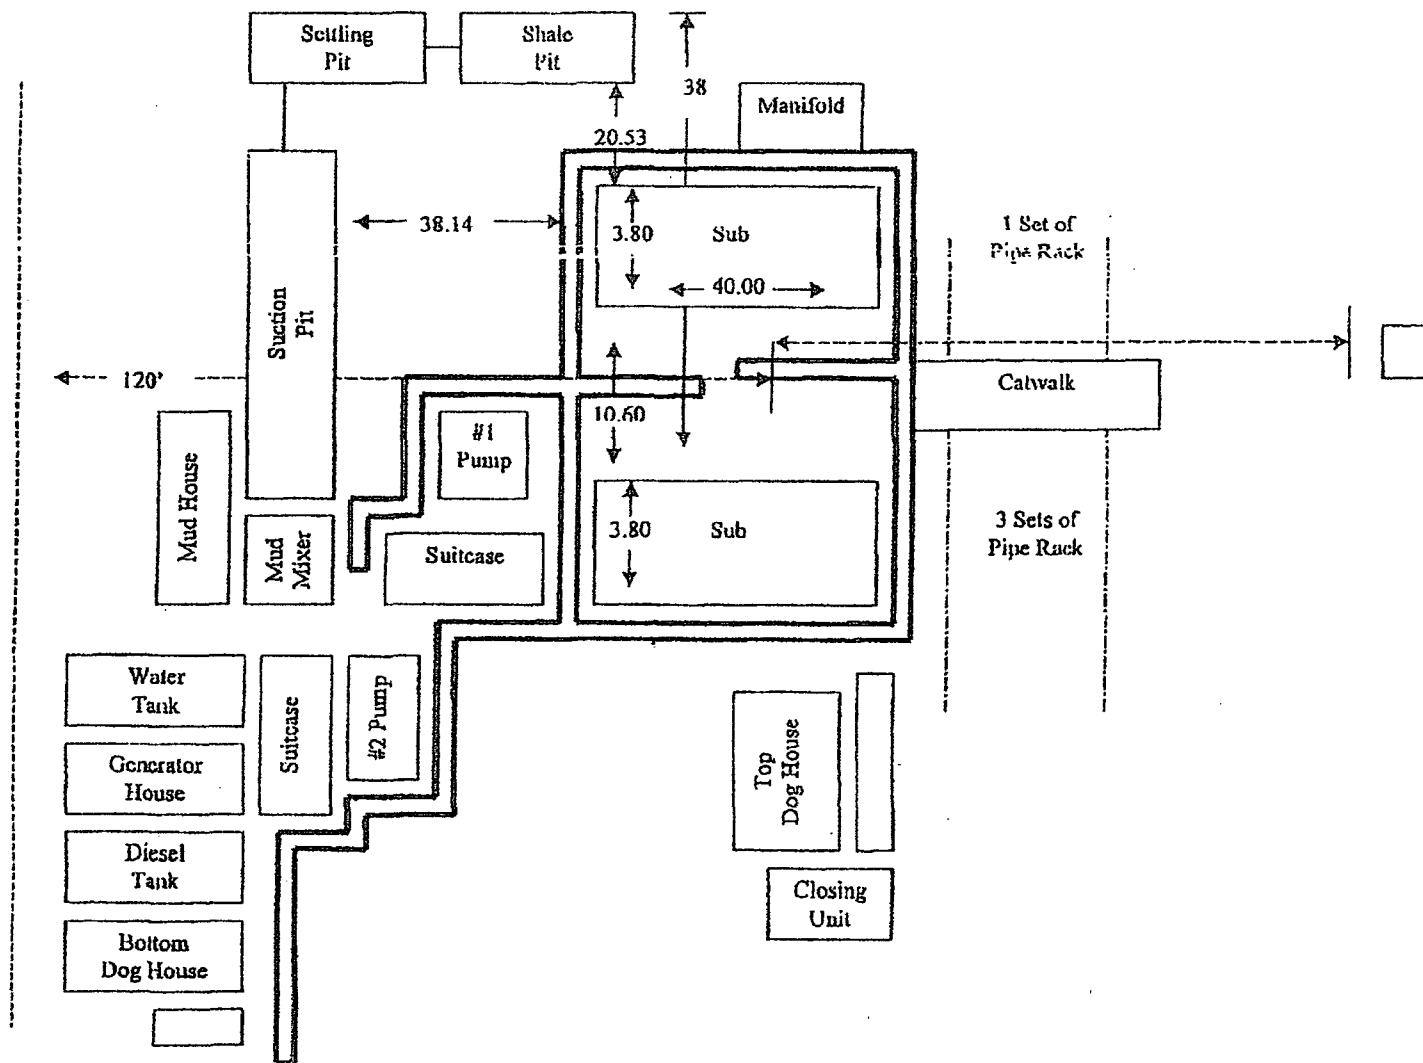 Settling
Pit
Shale
Pit
38
Manifold
20.53
38.14
3.80
Sub
40.00
1 Set of
Pipe Rack
Suction
Pit
120'
Catwalk
10.60
#1
Pump
Mud House
Mud
Mixer
Suitcase
3.80
Sub
3 Sets of
Pipe Rack
Water
Tank
Suitcase
#2 Pump
Generator
House
Top
Dog House
Diesel
Tank
Closing
Unit
Bottom
Dog House